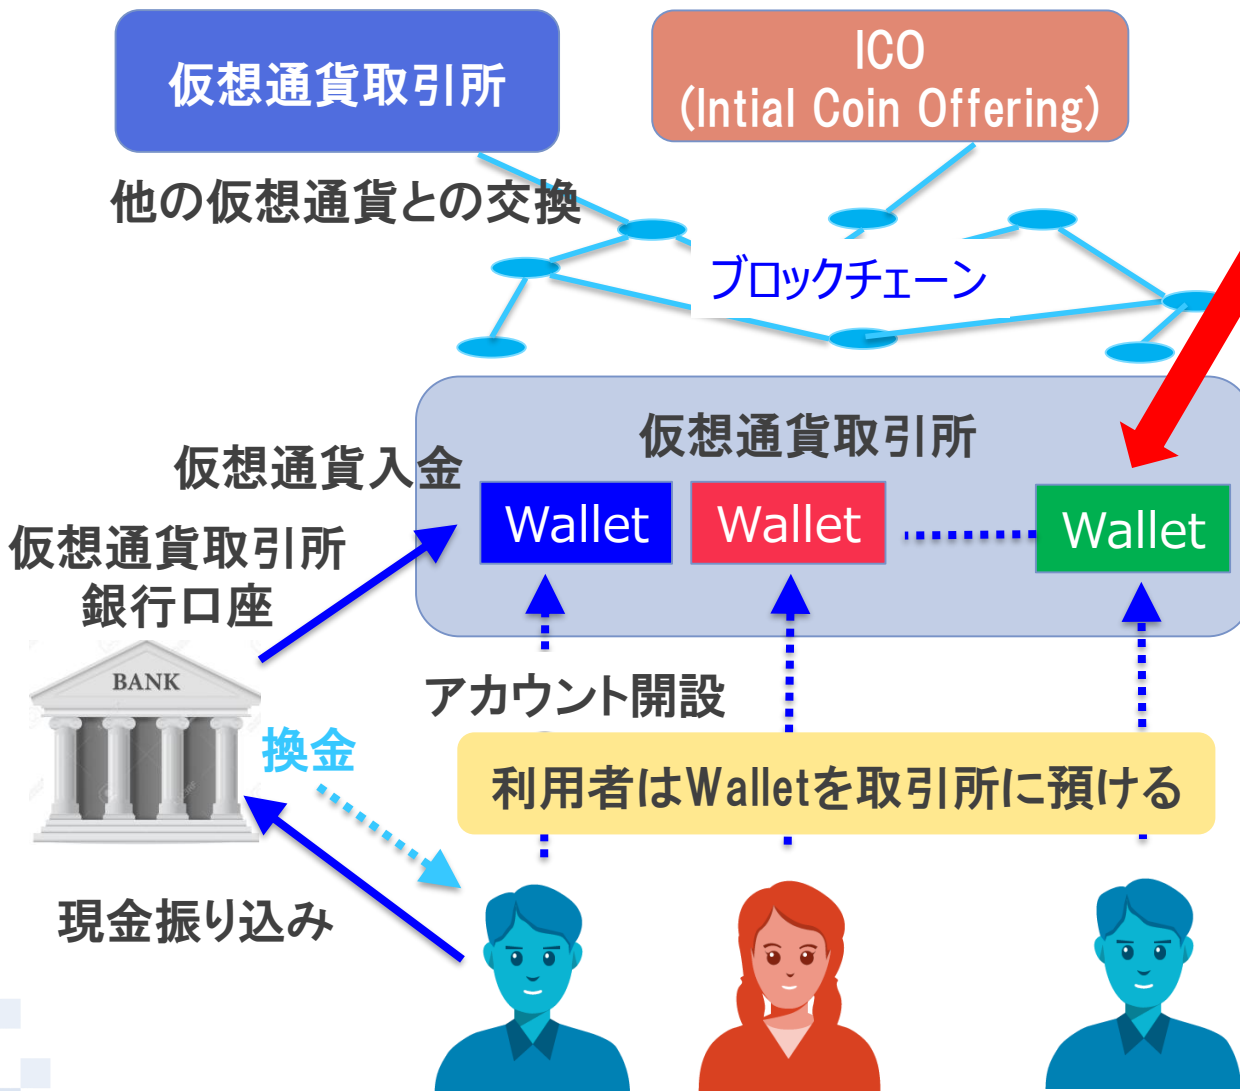 仮想通貨取引所
ICO
(Intial Coin Offering)
他の仮想通貨との交換
ブロックチェーン
仮想通貨取引所
仮想通貨入金
Wallet
Wallet
Wallet
仮想通貨取引所
銀行口座
BANK
アカウント開設
換金
利用者はWalletを取引所に預ける
現金振り込み